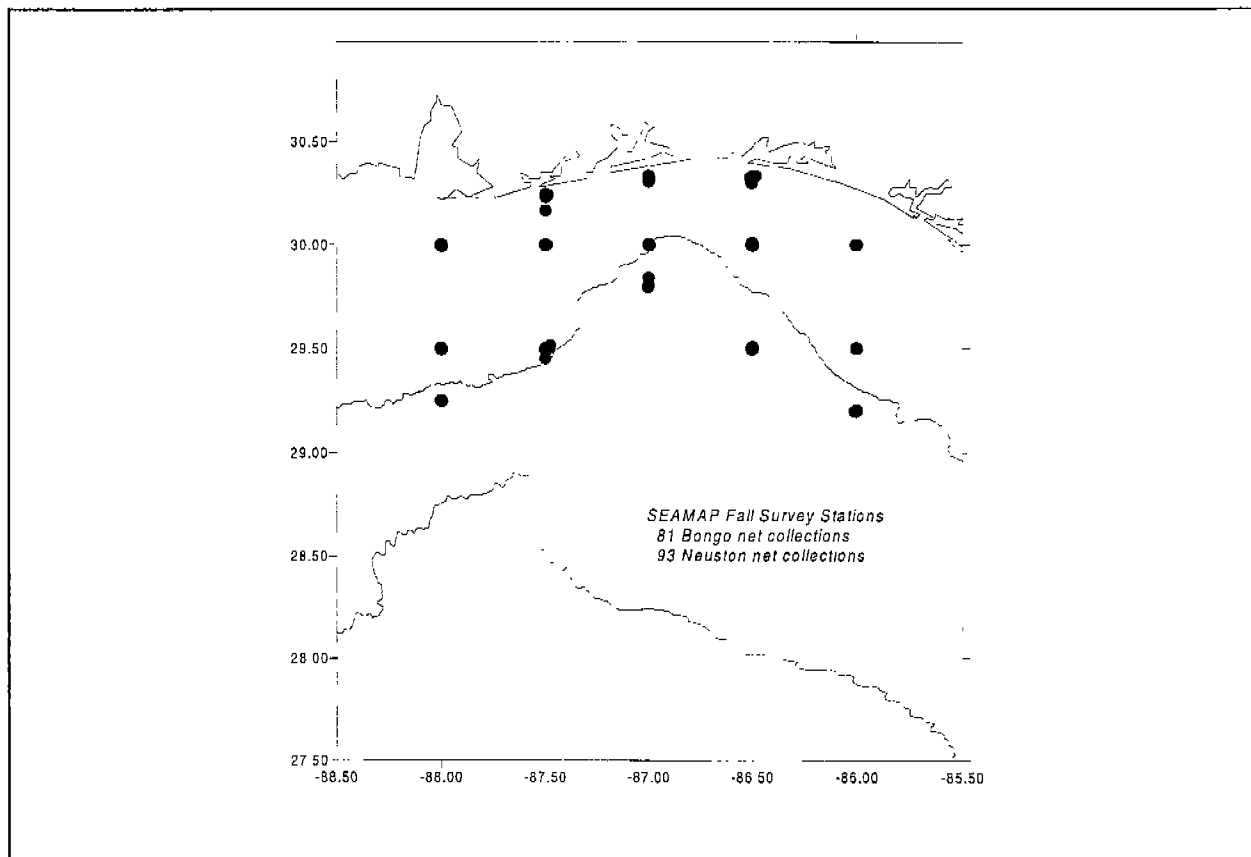 30.50
30.00
29.50
29.00
28.50
28 00
27 50
SEAMAP Fall Survey Stations
81 Bongo net collections
93 Neuston net collections
-88.50 -88.00 -87.50 -87.00 -86 50 -86.00 -85.50